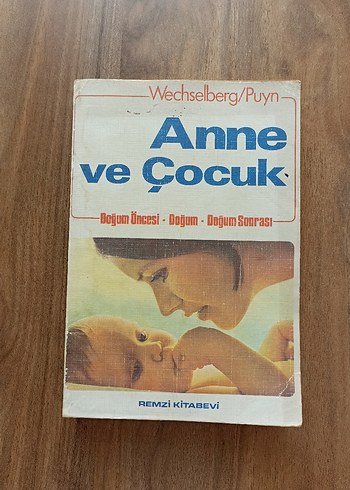 Wechselberg/Puyn
Anne
ve Çocuk
Doğum Öncesi - Doğum - Doğum Sonrası
REMZİ KİTABEVİ